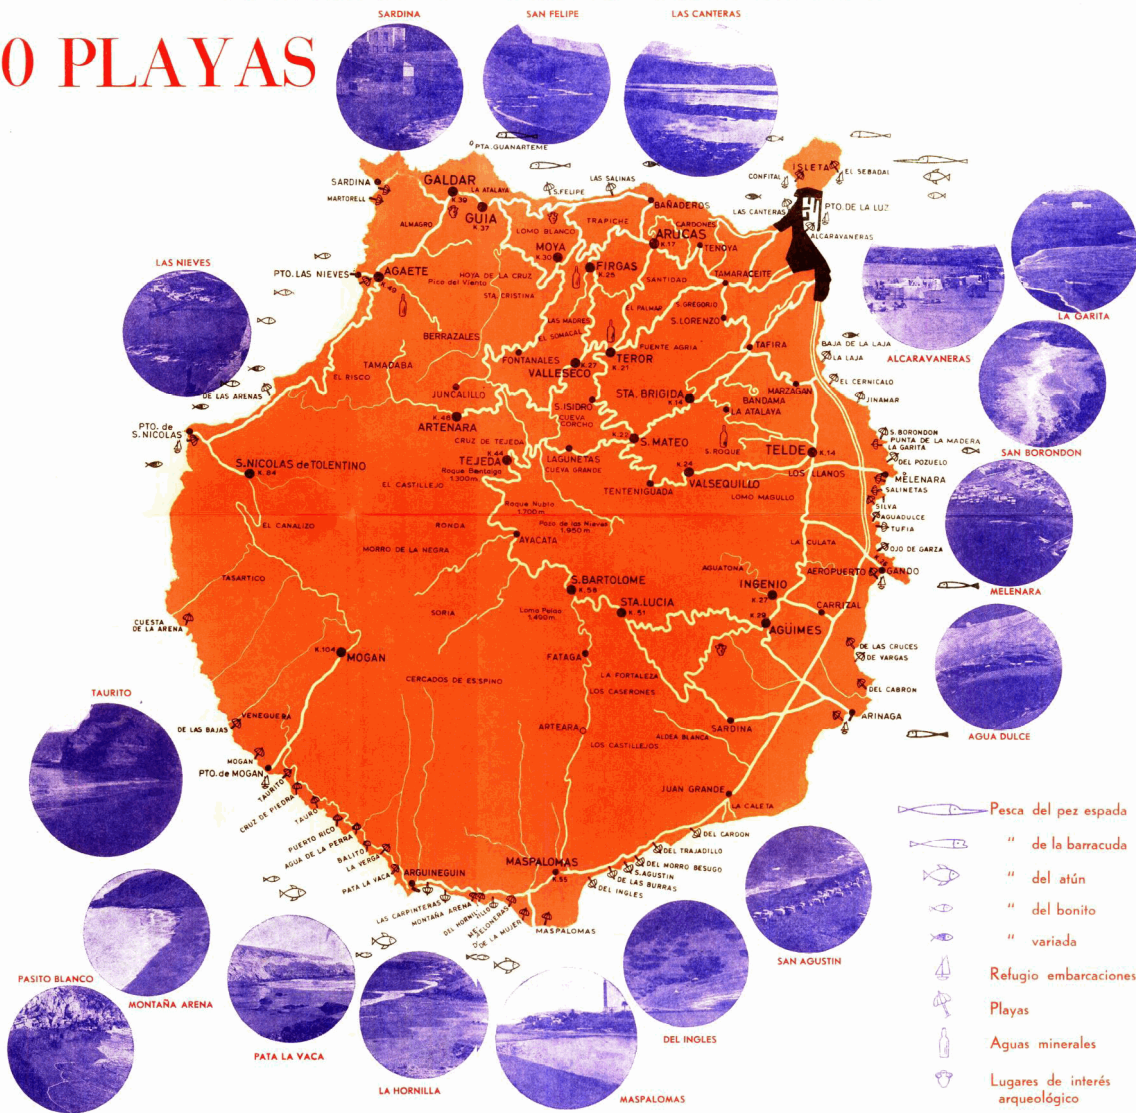 0 PLAYAS
SARDINA
SAN FELIPE
LAS CANTERAS
PTA.GUANARTEME
SARDINA
MARTORELL
GALDAR
K.39
LA ATALAYA
GUIA
K.37
S.FELIPE
LAS SALINAS
BAÑADEROS
ISLETA
CONFITAL
EL SEBADAL
LAS CANTERAS
PTO. DE LA LUZ
ALCARAVANERAS
ALMAGRO
LOMO BLANCO
TRAPICHE
CARDONES
ARUCAS
K.17
TENOYA
MOYA
K.30
FIRGAS
K.25
SANTIDAD
TAMARACEITE
LAS NIEVES
PTO. LAS NIEVES
AGAETE
K.49
HOYA DE LA CRUZ
Pico del Viento
STA. CRISTINA
EL PALMAR
S.GREGORIO
S.LORENZO
LAS MADRES
EL SOMACAL
BERRAZALES
FUENTE AGRIA
TAFIRA
BAJA DE LA LAJA
LA LAJA
ALCARAVANERAS
LA GARITA
FONTANALES
VALLESECO
K.27
TEROR
K.21
TAMADABA
EL RISCO
DE LAS ARENAS
JUNCALILLO
STA. BRIGIDA
K.14
MARZAGAN
BANDAMA
LA ATALAYA
EL CERNICALO
JINAMAR
PTO. de
S.NICOLAS
ARTENARA
K.48
S.ISIDRO
CUEVA
CORCHO
CRUZ DE TEJEDA
K.22
S.MATEO
S.ROQUE
TELDE
K.14
S.BORONDON
PUNTA DE LA MADERA
LA GARITA
DEL POZUELO
SAN BORONDON
S.NICOLAS de TOLENTINO
K.84
TEJEDA
K.44
Roque Bentaiga
1.300m.
LAGUNETAS
CUEVA GRANDE
K.24
VALSEQUILLO
LOS LLANOS
MELENARA
SALINETAS
EL CASTILLEJO
TENTENIGUADA
LOMO MAGULLO
SILVA
AGUADULCE
TUFIA
Roque Nublo
1.700m.
Pozo de las Nieves
1.950m.
EL CANALIZO
RONDA
AYACATA
LA CULATA
OJO DE GARZA
MORRO DE LA NEGRA
AGUATONA
AEROPUERTO
GANDO
MELENARA
TASARTICO
S.BARTOLOME
K.58
INGENIO
K.27
STA.LUCIA
K.51
CARRIZAL
SORIA
Lomo Pelao
1.400m.
K.29
AGÜIMES
CUESTA
DE LA ARENA
K.104
MOGAN
FATAGA
DE LAS CRUCES
DE VARGAS
CERCADOS DE ESPINO
LA FORTALEZA
LOS CASERONES
DEL CABRON
TAURITO
VENEGUERA
DE LAS BAJAS
ARTEARA
SARDINA
ALDEA BLANCA
LOS CASTILLEJOS
ARINAGA
AGUA DULCE
MOGAN
PTO. de MOGAN
TAURITO
CRUZ DE PIEDRA
TAURO
PUERTO RICO
AGUA DE LA PERRA
BALITO
LA VERGA
PATA LA VACA
JUAN GRANDE
LA CALETA
DEL CARDON
DEL TRAJADILLO
DEL MORRO BESUGO
S.AGUSTIN
DE LAS BURRAS
DEL INGLES
MASPALOMAS
K.55
ARGUINEGUIN
LAS CARPINTERAS
MONTAÑA ARENA
DE LA MUJER
MASPALOMAS
Pesca del pez espada
" de la barracuda
" del atún
" del bonito
" variada
Refugio embarcaciones
Playas
Aguas minerales
Lugares de interés
arqueológico
SAN AGUSTIN
PASITO BLANCO
MONTAÑA ARENA
PATA LA VACA
LA HORNILLA
MASPALOMAS
DEL INGLES